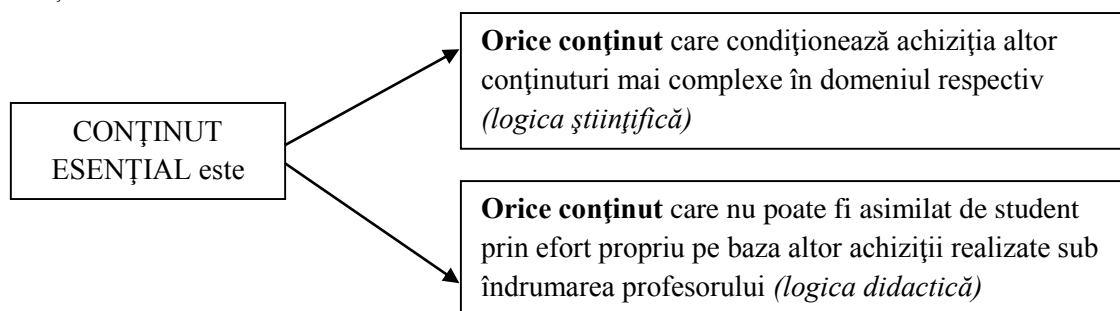 CONŢINUT
ESENŢIAL este
Orice conţinut care condiţionează achiziţia altor
conţinuturi mai complexe în domeniul respectiv
(logica ştiinţifică)
Orice conţinut care nu poate fi asimilat de student
prin efort propriu pe baza altor achiziţii realizate sub
îndrumarea profesorului (logica didactică)